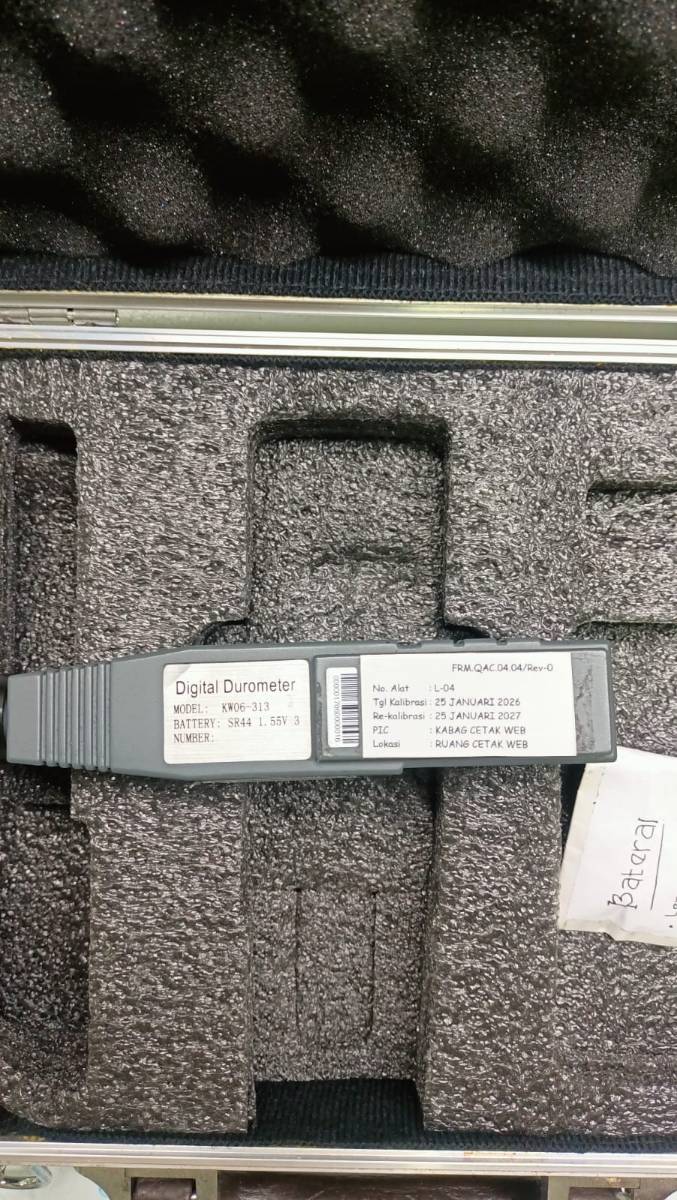 Digital Durometer
MODEL: KW06-313
BATTERY: SR44 1.55V 3
NUMBER:
FRM.QAC.04.04/Rev-0
No. Alat : L-04
Tgl Kalibrasi : 25 JANUARI 2026
Re-kalibrasi : 25 JANUARI 2027
PIC : KABAG CETAK WEB
Lokasi : RUANG CETAK WEB
Baterai